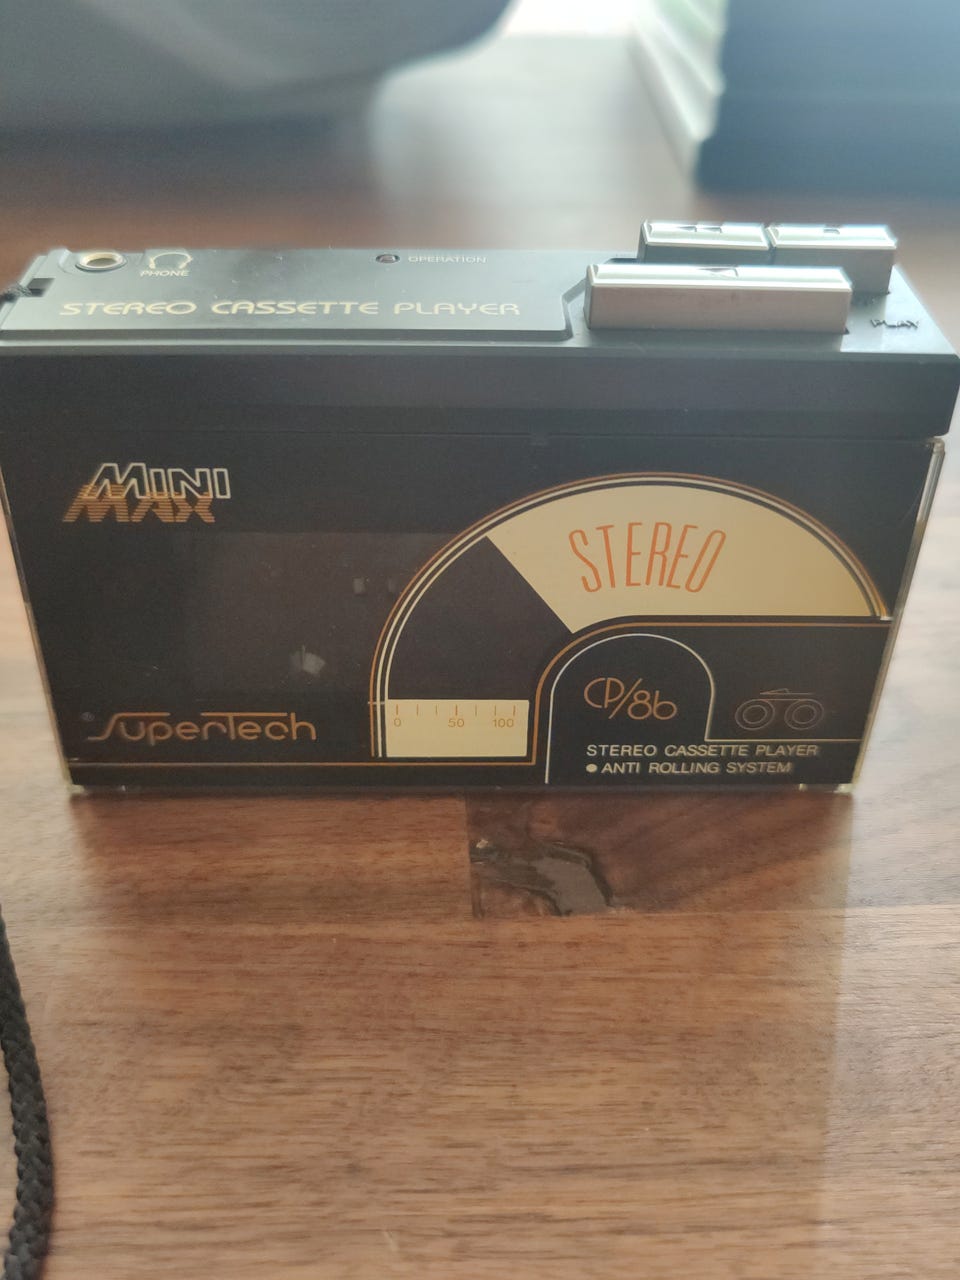 PHONE
OPERATION
STEREO CASSETTE PLAYER
PLAY
MINI
MAX
STEREO
CP/86
® SuperTech
0 50 100
STEREO CASSETTE PLAYER
● ANTI ROLLING SYSTEM